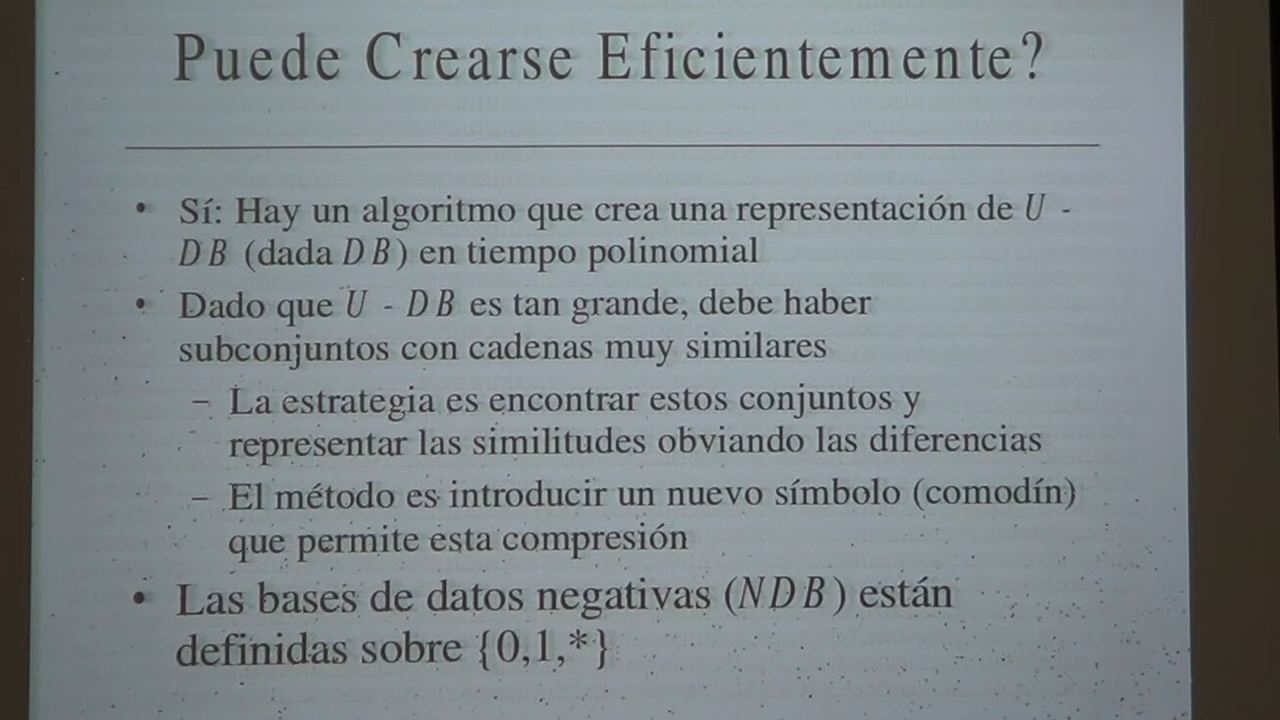 Puede Crearse Eficientemente?
• Sí: Hay un algoritmo que crea una representación de U -
DB (dada DB) en tiempo polinomial
• Dado que U - DB es tan grande, debe haber
subconjuntos con cadenas muy similares
– La estrategia es encontrar estos conjuntos y
representar las similitudes obviando las diferencias
– El método es introducir un nuevo símbolo (comodín)
que permite esta compresión
• Las bases de datos negativas (NDB) están
definidas sobre {0,1,*}